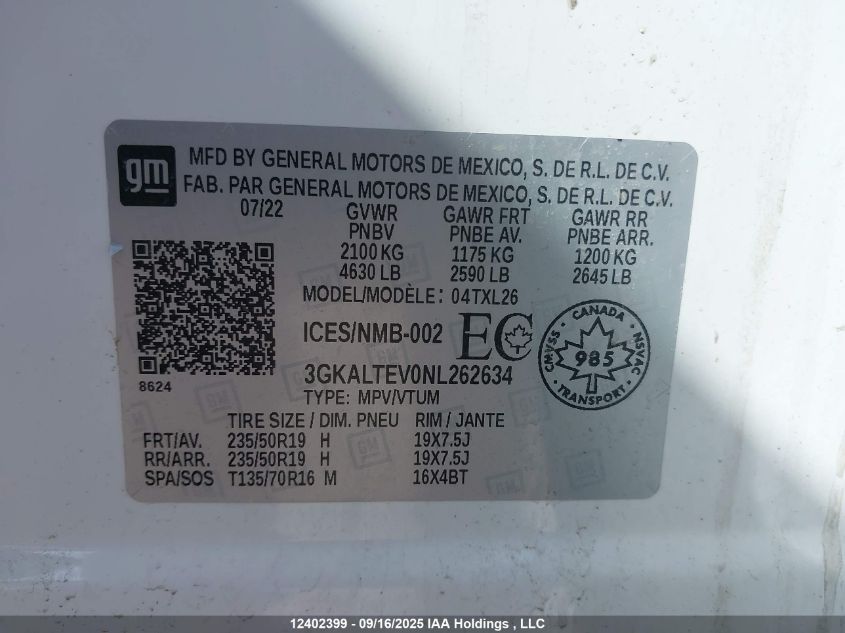 gm
MFD BY GENERAL MOTORS DE MEXICO, S. DE R.L. DE C.V.
FAB. PAR GENERAL MOTORS DE MEXICO, S. DE R.L. DE C.V.
07/22 GVWR GAWR FRT GAWR RR
PNBV PNBE AV. PNBE ARR.
2100 KG 1175 KG 1200 KG
4630 LB 2590 LB 2645 LB
MODEL/MODÈLE: 04TXL26
ICES/NMB-002 EC
CANADA
CMVSS 985 NSVAC
TRANSPORT
8624
3GKALTEV0NL262634
TYPE: MPV/VTUM
TIRE SIZE / DIM. PNEU RIM / JANTE
FRT/AV. 235/50R19 H 19X7.5J
RR/ARR. 235/50R19 H 19X7.5J
SPA/SOS T135/70R16 M 16X4BT
12402399 - 09/16/2025 IAA Holdings, LLC